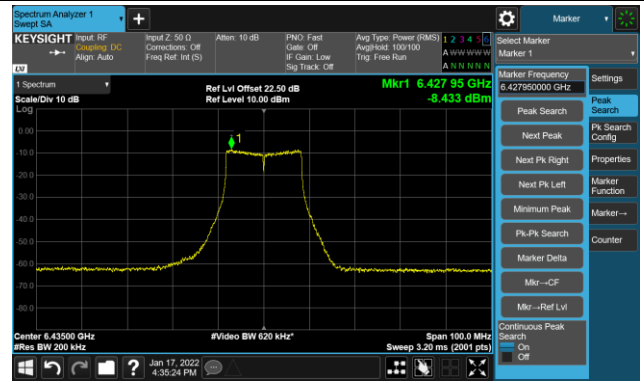 Spectrum Analyzer 1
Swept SA
Marker
KEYSIGHT
Input: RF
Coupling: DC
Align: Auto
Input Z: 50 Ω
Corrections: Off
Freq Ref: Int (S)
Atten: 10 dB
PNO: Fast
Gate: Off
IF Gain: Low
Sig Track: Off
Avg Type: Power (RMS)
Avg|Hold: 100/100
Trig: Free Run
1 2 3 4 5 6
A W W W W W
A N N N N N
LXI
Select Marker
Marker 1
1 Spectrum
Scale/Div 10 dB
Log
Ref Lvl Offset 22.50 dB
Ref Level 10.00 dBm
Mkr1 6.427 95 GHz
-8.433 dBm
Marker Frequency
6.427950000 GHz
Peak Search
Next Peak
Next Pk Right
Next Pk Left
Minimum Peak
Pk-Pk Search
Marker Delta
Mkr→CF
Mkr→Ref Lvl
Continuous Peak
Search
On
Off
Settings
Peak
Search
Pk Search
Config
Properties
Marker
Function
Marker→
Counter
1
0.00
-10.0
-20.0
-30.0
-40.0
-50.0
-60.0
-70.0
-80.0
Center 6.43500 GHz
#Res BW 200 kHz
#Video BW 620 kHz*
Span 100.0 MHz
Sweep 3.20 ms (2001 pts)
?
Jan 17, 2022
4:35:24 PM